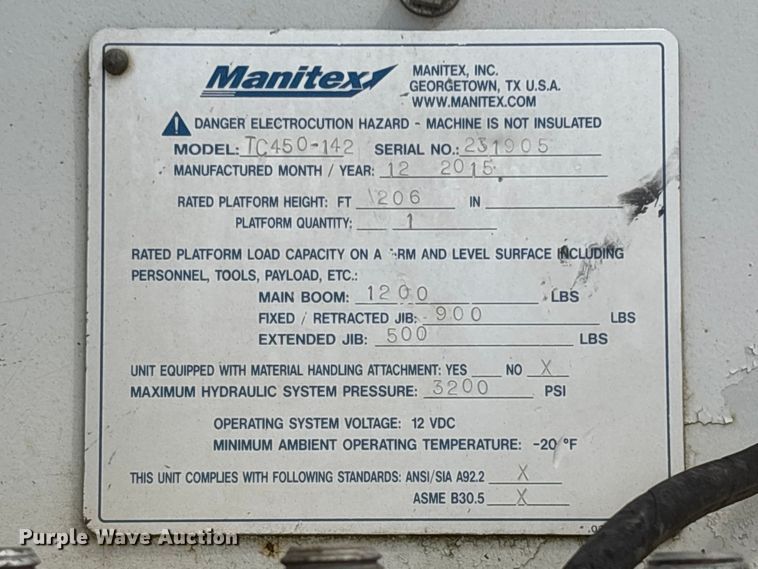 Manitex
MANITEX, INC.
GEORGETOWN, TX U.S.A.
WWW.MANITEX.COM
DANGER ELECTROCUTION HAZARD - MACHINE IS NOT INSULATED
MODEL: TC450-142 SERIAL NO.: 231905
MANUFACTURED MONTH / YEAR: 12 2015
RATED PLATFORM HEIGHT: FT 206 IN
PLATFORM QUANTITY: 1
RATED PLATFORM LOAD CAPACITY ON A RM AND LEVEL SURFACE INCLUDING
PERSONNEL, TOOLS, PAYLOAD, ETC.:
MAIN BOOM: 1200 LBS
FIXED / RETRACTED JIB: 900 LBS
EXTENDED JIB: 500 LBS
UNIT EQUIPPED WITH MATERIAL HANDLING ATTACHMENT: YES NO X
MAXIMUM HYDRAULIC SYSTEM PRESSURE: 3200 PSI
OPERATING SYSTEM VOLTAGE: 12 VDC
MINIMUM AMBIENT OPERATING TEMPERATURE: -20 °F
THIS UNIT COMPLIES WITH FOLLOWING STANDARDS: ANSI/SIA A92.2 X
ASME B30.5 X
Purple Wave Auction